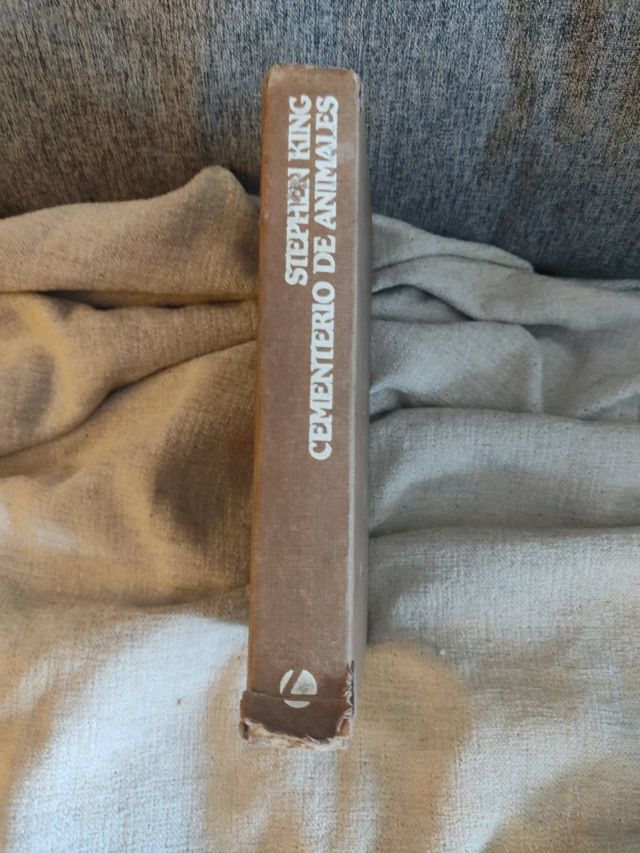 STEPHEN KING
CEMENTERIO DE ANIMALES